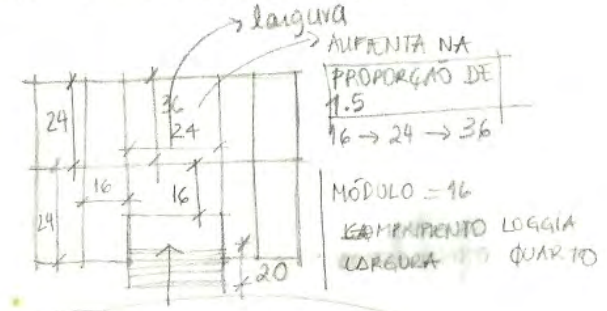 largura
AUMENTA NA
PROPORÇÃO DE
1.5
16 → 24 → 36
24
36
24
16
16
24
20
MÓDULO = 16
COMPRIMENTO LOGGIA
LARGURA QUARTO